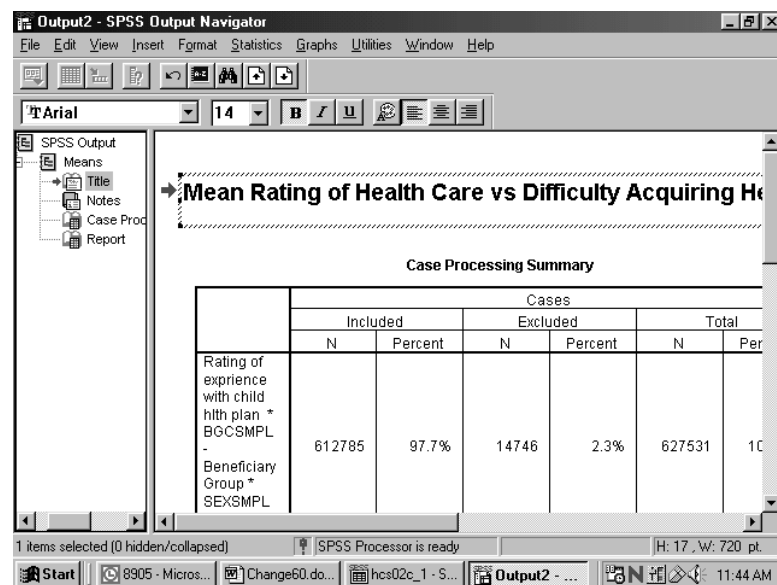 Output2 - SPSS Output Navigator
File Edit View Insert Format Statistics Graphs Utilities Window Help
Arial 14 B I U
SPSS Output
Means
Title
Notes
Case Proc
Report
Mean Rating of Health Care vs Difficulty Acquiring He
Case Processing Summary
Cases
Included Excluded Total
N Percent N Percent N Per
Rating of
exprience
with child
hlth plan *
BGCSMPL
-
Beneficiary
Group *
SEXSMPL
612785 97.7% 14746 2.3% 627531 10
1 items selected (0 hidden/collapsed) SPSS Processor is ready H: 17 , W: 720 pt.
Start 8905 - Micros... Change60.do... hcs02c_1 - S... Output2 - ... 11:44 AM